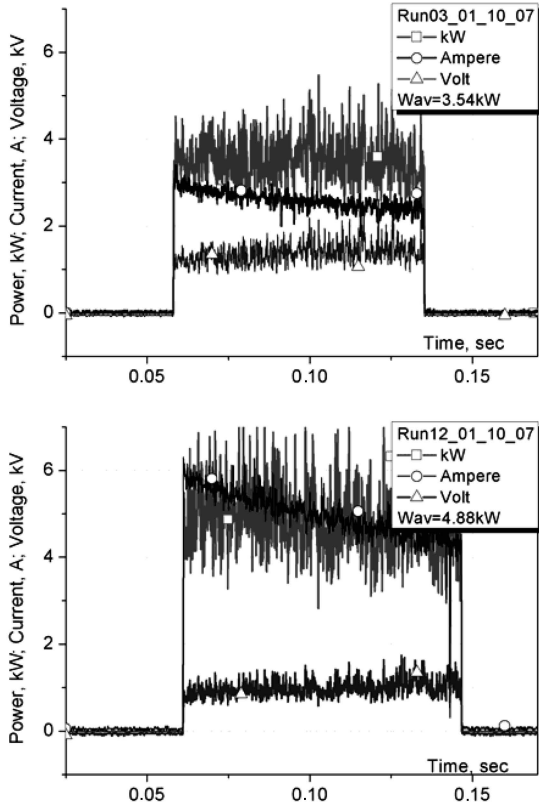 Run03_01_10_07
kW
Ampere
Volt
Wav=3.54kW
Power, kW; Current, A; Voltage, kV
6
4
2
0
Time, sec
0.05
0.10
0.15
Run12_01_10_07
kW
Ampere
Volt
Wav=4.88kW
Power, kW; Current, A; Voltage, kV
6
4
2
0
Time, sec
0.05
0.10
0.15